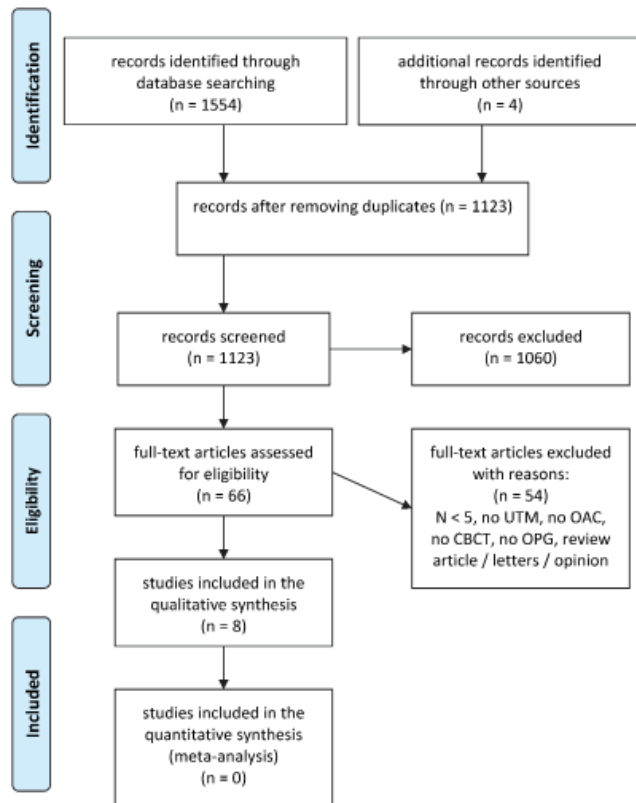 Identification
records identified through
database searching
(n = 1554)
additional records identified
through other sources
(n = 4)
records after removing duplicates (n = 1123)
Screening
records screened
(n = 1123)
records excluded
(n = 1060)
Eligibility
full-text articles assessed
for eligibility
(n = 66)
full-text articles excluded
with reasons:
(n = 54)
N < 5, no UTM, no OAC,
no CBCT, no OPG, review
article / letters / opinion
studies included in the
qualitative synthesis
(n = 8)
Included
studies included in the
quantitative synthesis
(meta-analysis)
(n = 0)